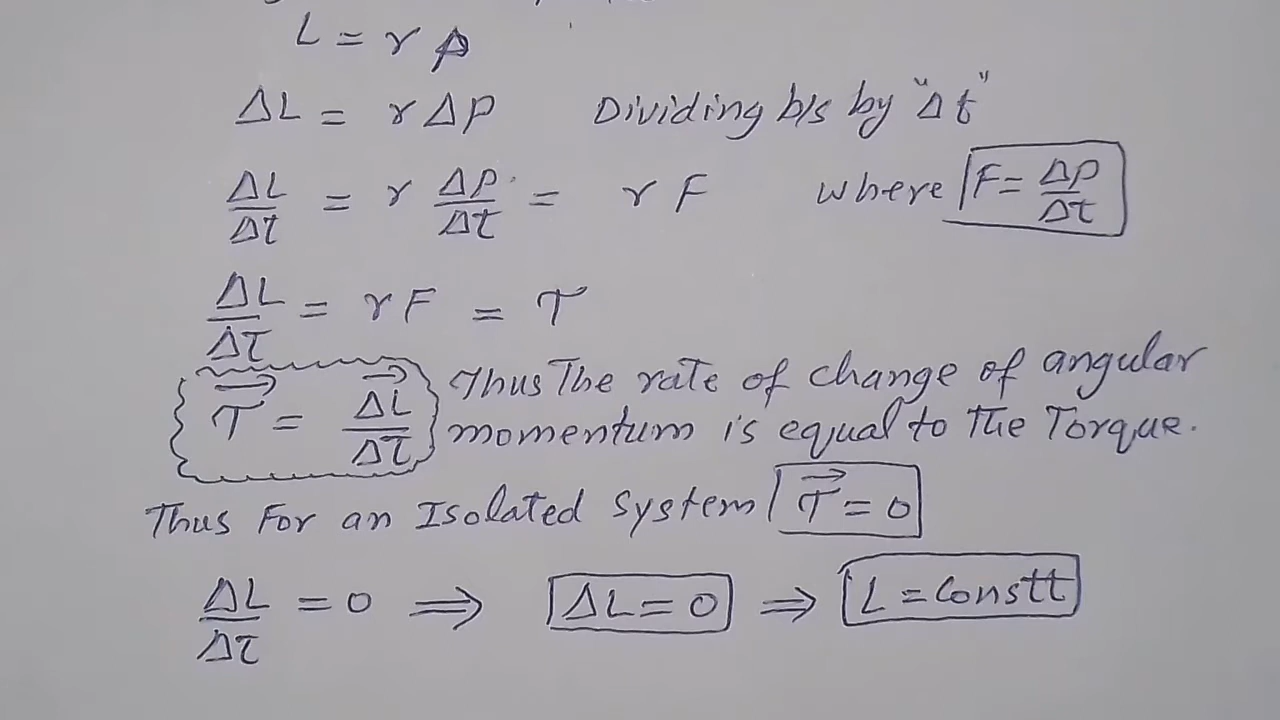 L = r p
ΔL = r ΔP Dividing b/s by "Δt"
ΔL/Δt = r ΔP/Δt = r F where F = ΔP/Δt
ΔL/Δt = r F = τ
τ⃗ = ΔL⃗/Δt Thus The rate of change of angular
momentum is equal to The Torque.
Thus For an Isolated System τ⃗ = 0
ΔL/Δt = 0 ⇒ ΔL = 0 ⇒ L = Constt